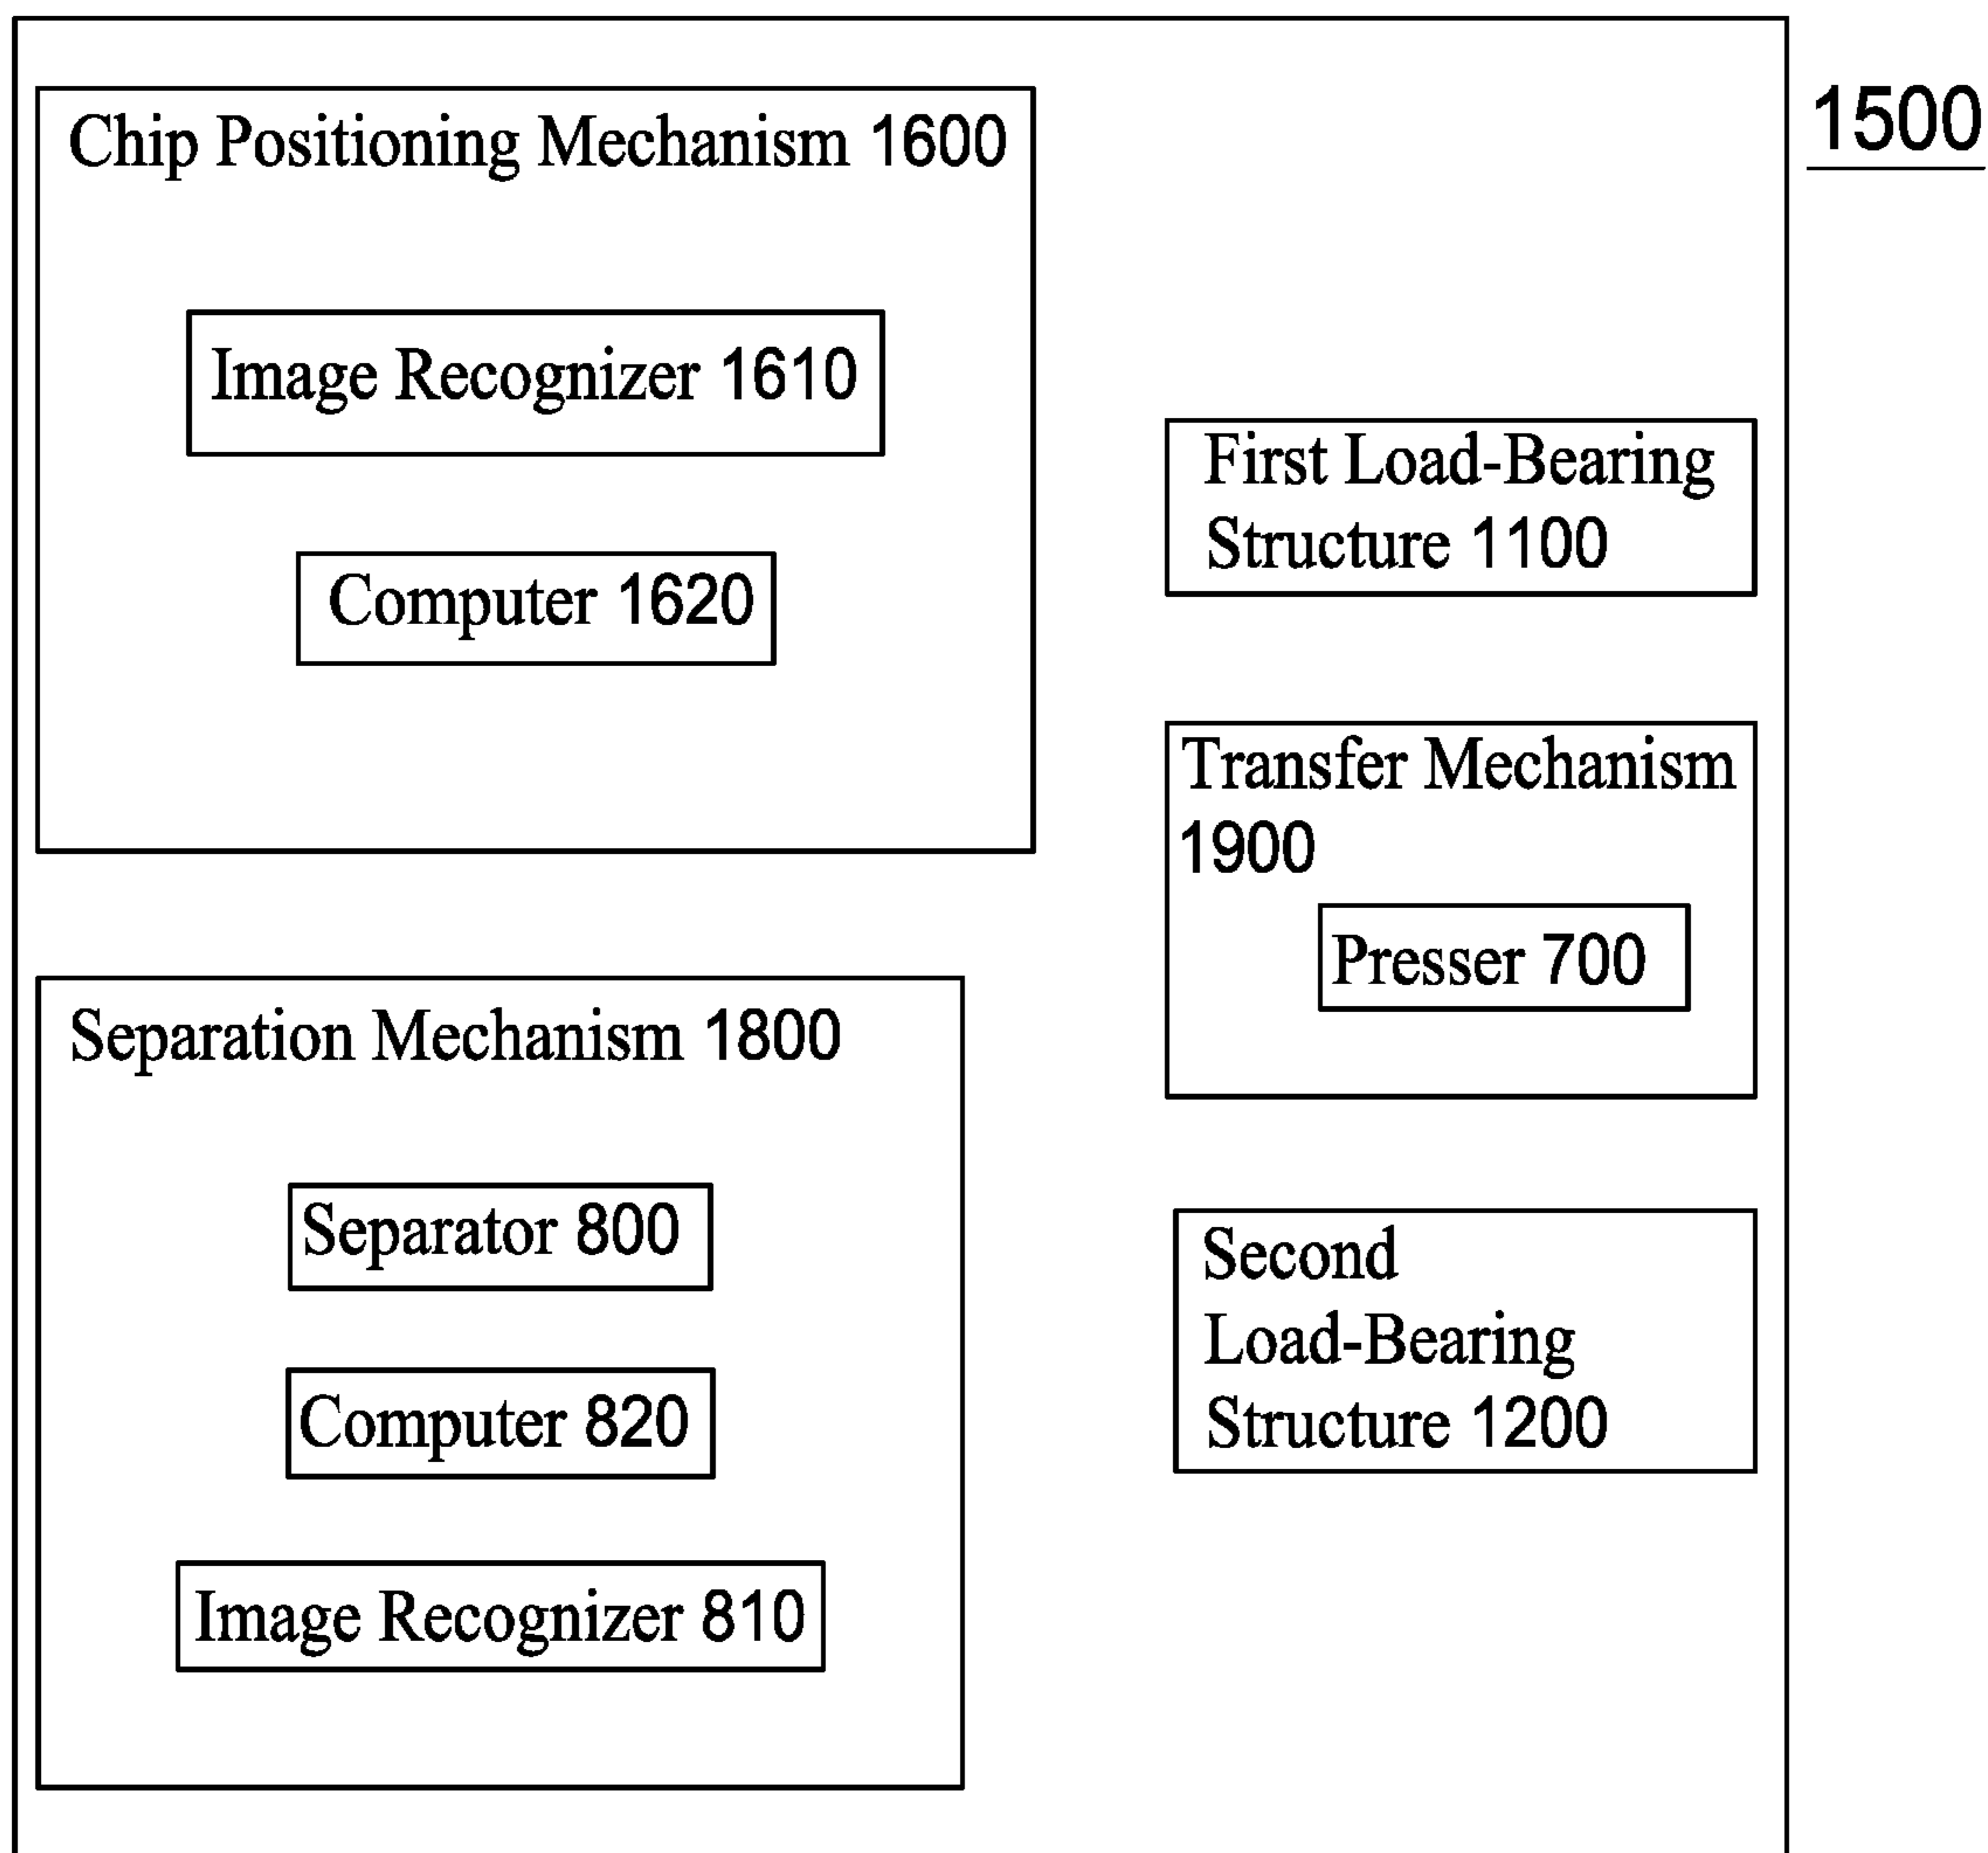 1500
Chip Positioning Mechanism 1600
Image Recognizer 1610
Computer 1620
Separation Mechanism 1800
Separator 800
Computer 820
Image Recognizer 810
First Load-Bearing
Structure 1100
Transfer Mechanism
1900
Presser 700
Second
Load-Bearing
Structure 1200